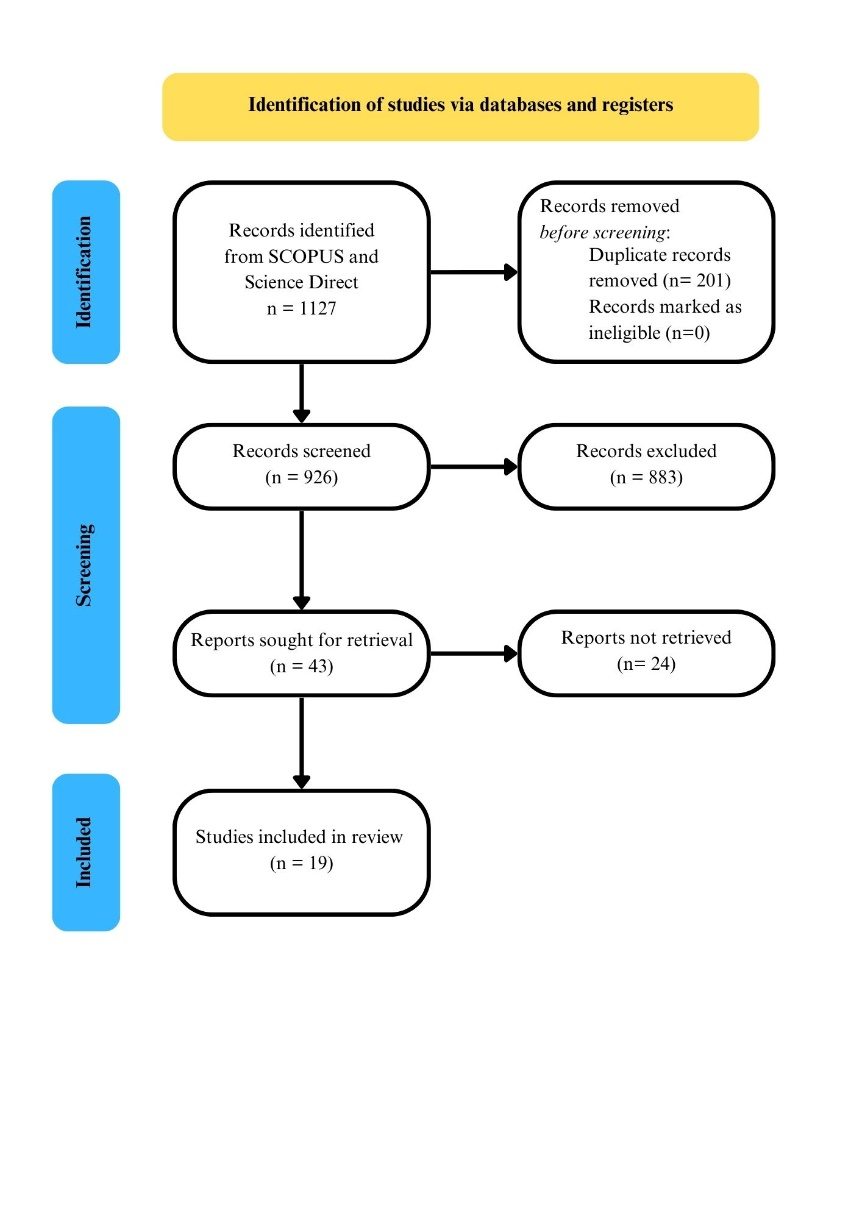 Identification of studies via databases and registers
Identification
Records identified
from SCOPUS and
Science Direct
n = 1127
Records removed
before screening:
Duplicate records
removed (n= 201)
Records marked as
ineligible (n=0)
Screening
Records screened
(n = 926)
Records excluded
(n = 883)
Reports sought for retrieval
(n = 43)
Reports not retrieved
(n= 24)
Included
Studies included in review
(n = 19)